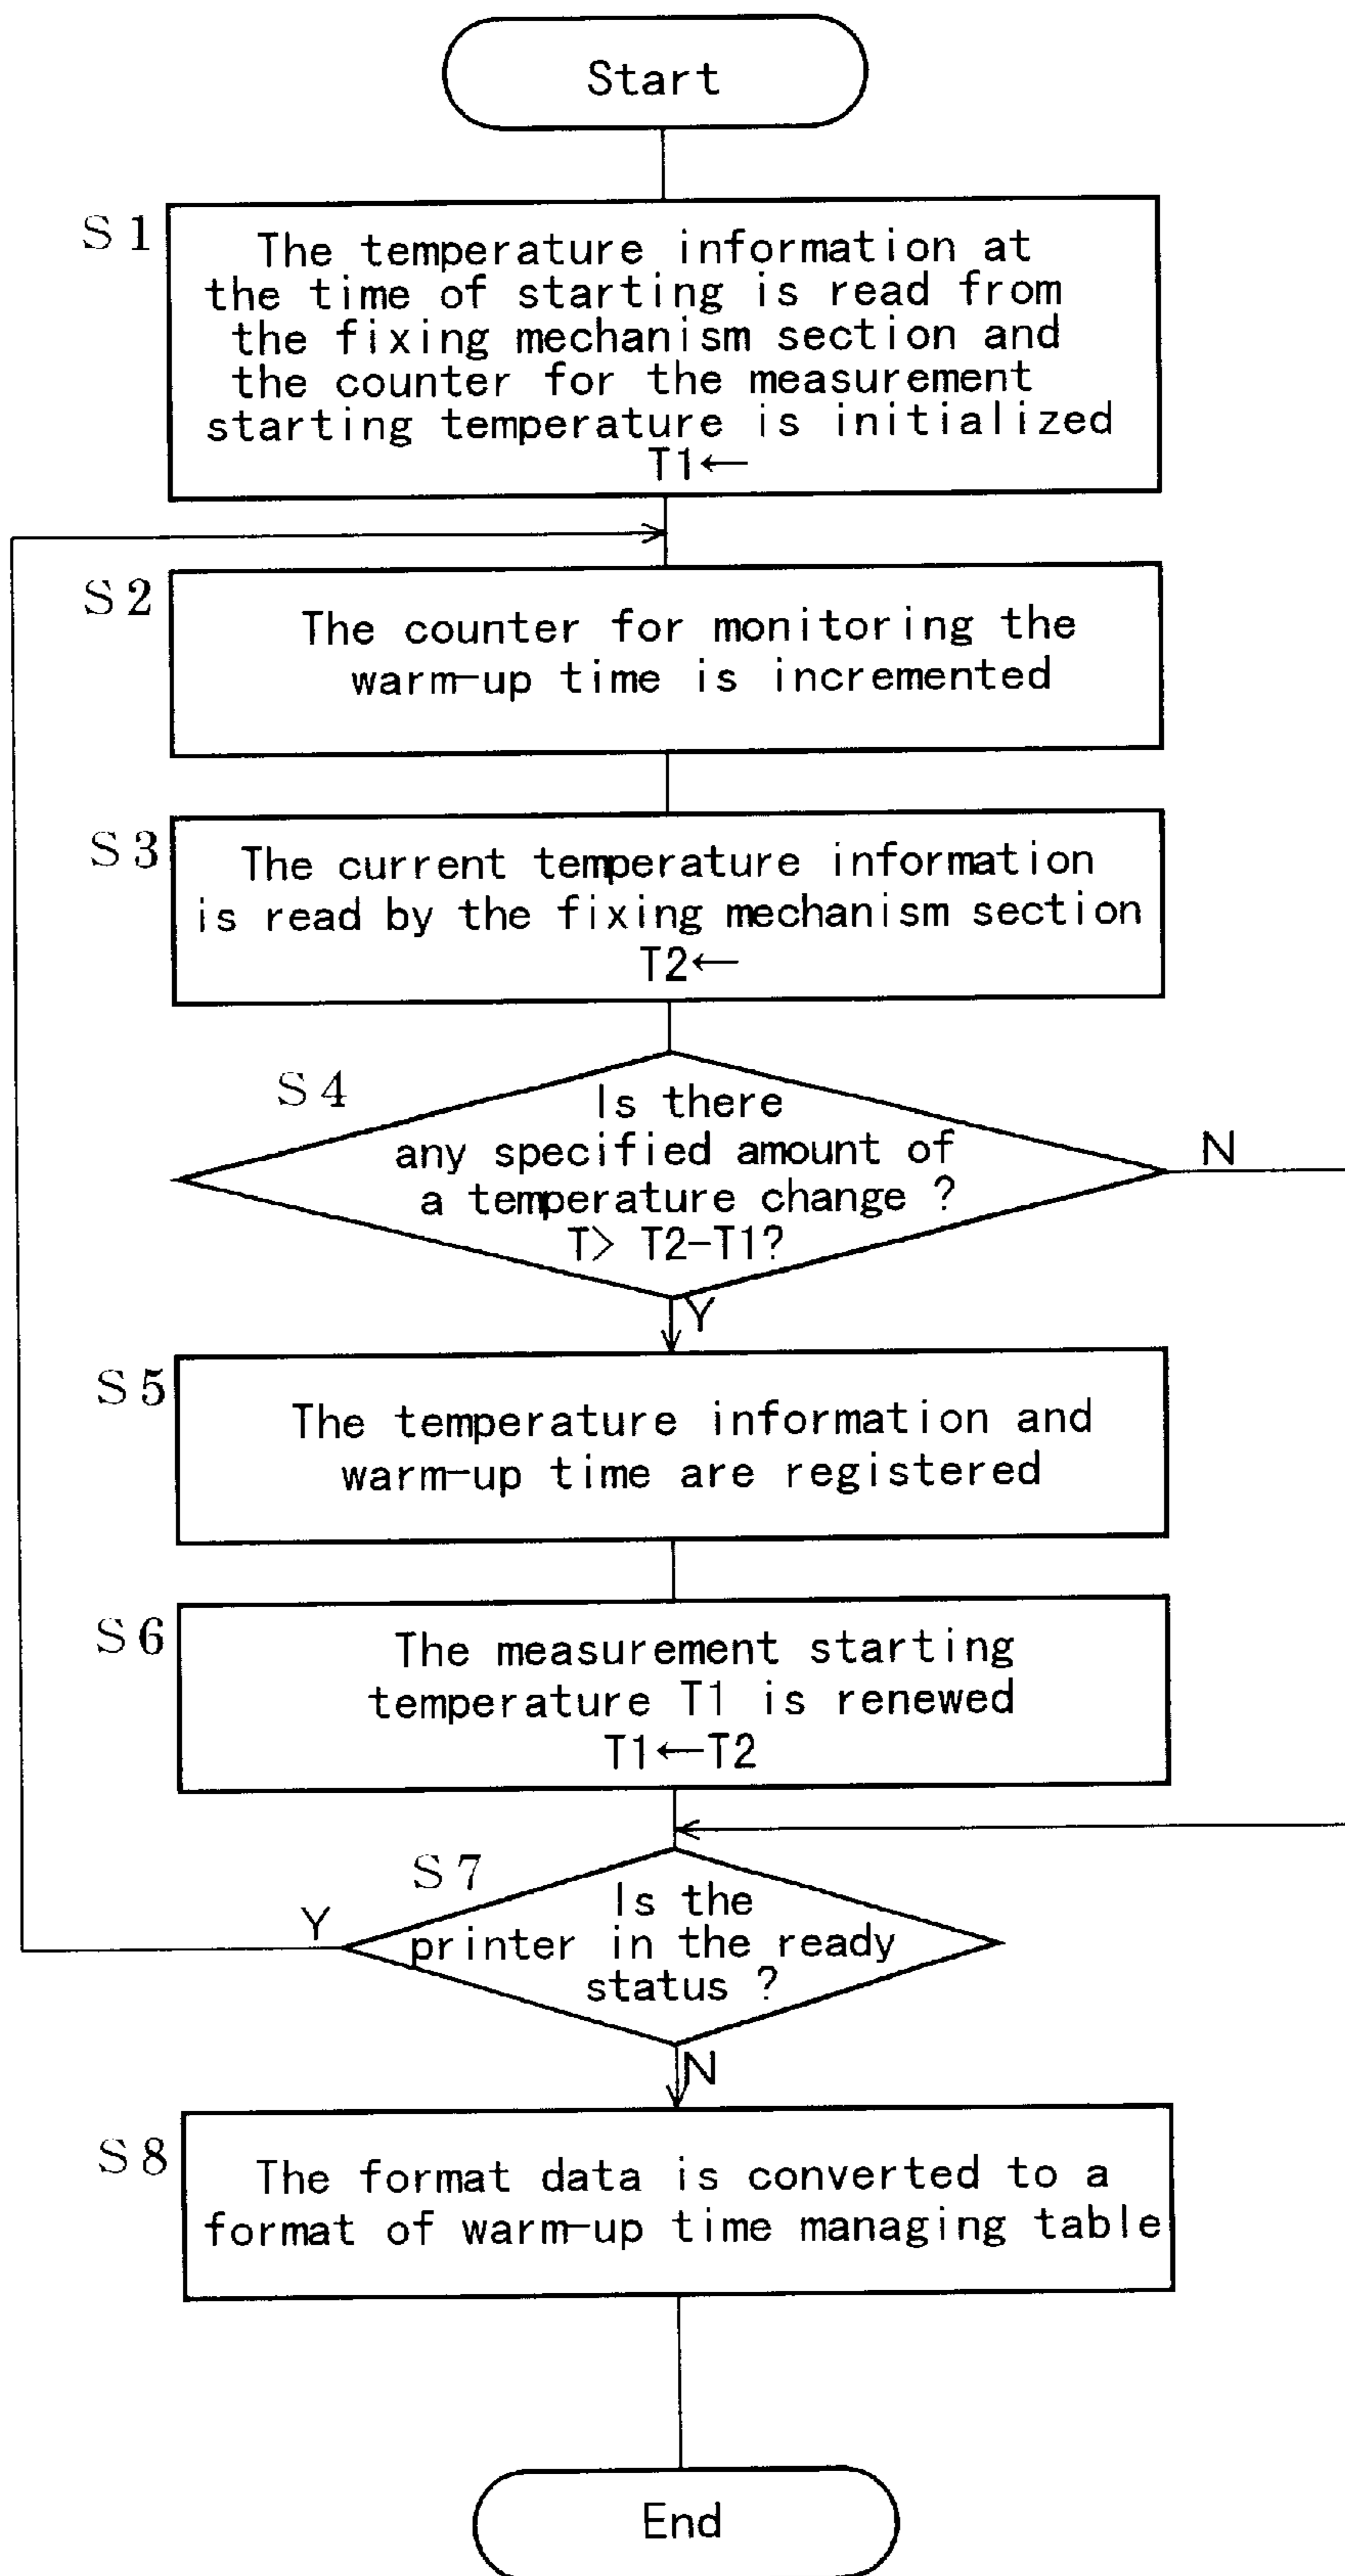 Start
S1
The temperature information at
the time of starting is read from
the fixing mechanism section and
the counter for the measurement
starting temperature is initialized
T1←
S2
The counter for monitoring the
warm-up time is incremented
S3
The current temperature information
is read by the fixing mechanism section
T2←
S4
Is there
any specified amount of
a temperature change ?
T> T2-T1?
N
Y
S5
The temperature information and
warm-up time are registered
S6
The measurement starting
temperature T1 is renewed
T1←T2
S7
Is the
printer in the ready
status ?
Y
N
S8
The format data is converted to a
format of warm-up time managing table
End